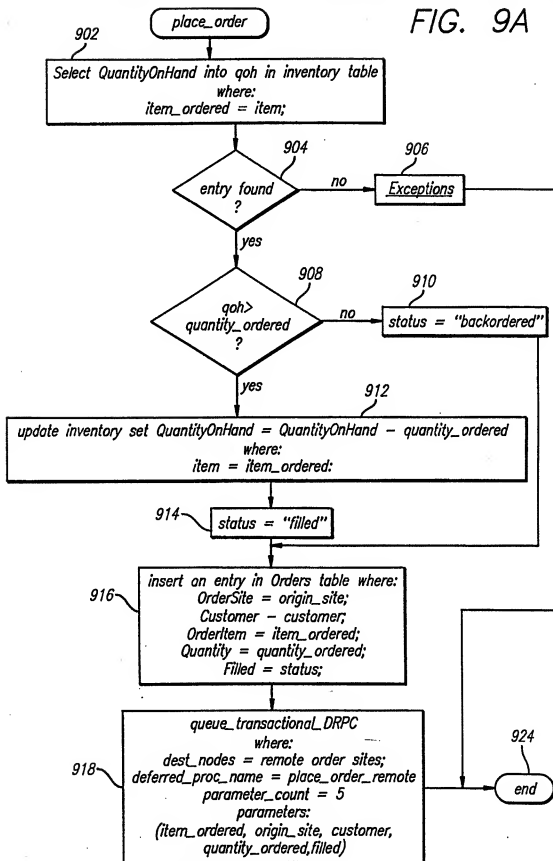 FIG. 9A
place_order
902
Select QuantityOnHand into qoh in inventory table
where:
item_ordered = item;
904
entry found
?
no
906
Exceptions
yes
908
qoh>
quantity_ordered
?
no
910
status = "backordered"
yes
912
update inventory set QuantityOnHand = QuantityOnHand – quantity_ordered
where:
item = item_ordered:
914
status = "filled"
916
insert an entry in Orders table where:
OrderSite = origin_site;
Customer – customer;
OrderItem = item_ordered;
Quantity = quantity_ordered;
Filled = status;
918
queue_transactional_DRPC
where:
dest_nodes = remote order sites;
deferred_proc_name = place_order_remote
parameter_count = 5
parameters:
(item_ordered, origin_site, customer,
quantity_ordered,filled)
924
end